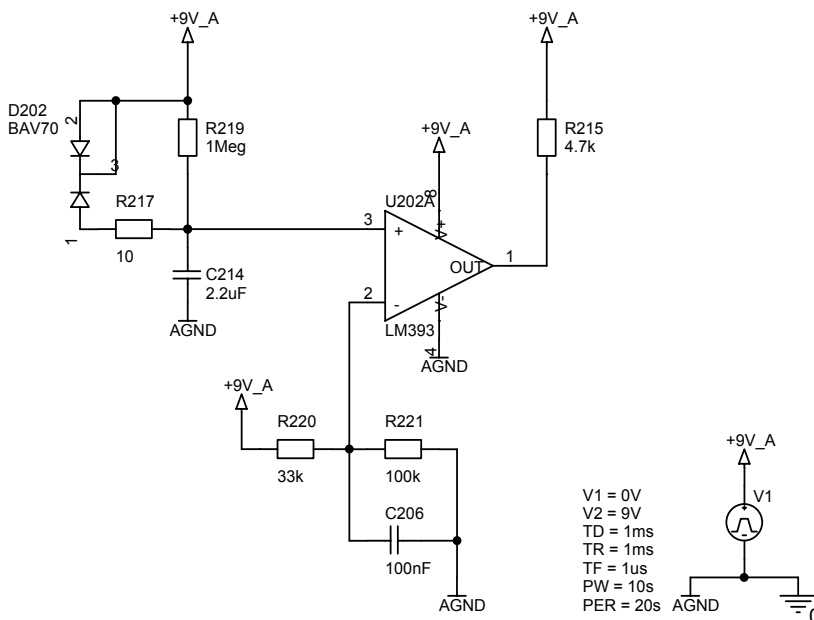 +9V_A
+9V_A
D202
BAV70
2
3
1
R219
1Meg
R217
10
C214
2.2uF
AGND
+9V_A
U202A
8
V+
3
+
2
-
OUT
1
V-
LM393
4
AGND
R215
4.7k
+9V_A
R220
33k
R221
100k
C206
100nF
AGND
+9V_A
V1
V1 = 0V
V2 = 9V
TD = 1ms
TR = 1ms
TF = 1us
PW = 10s
PER = 20s
+
-
AGND
0